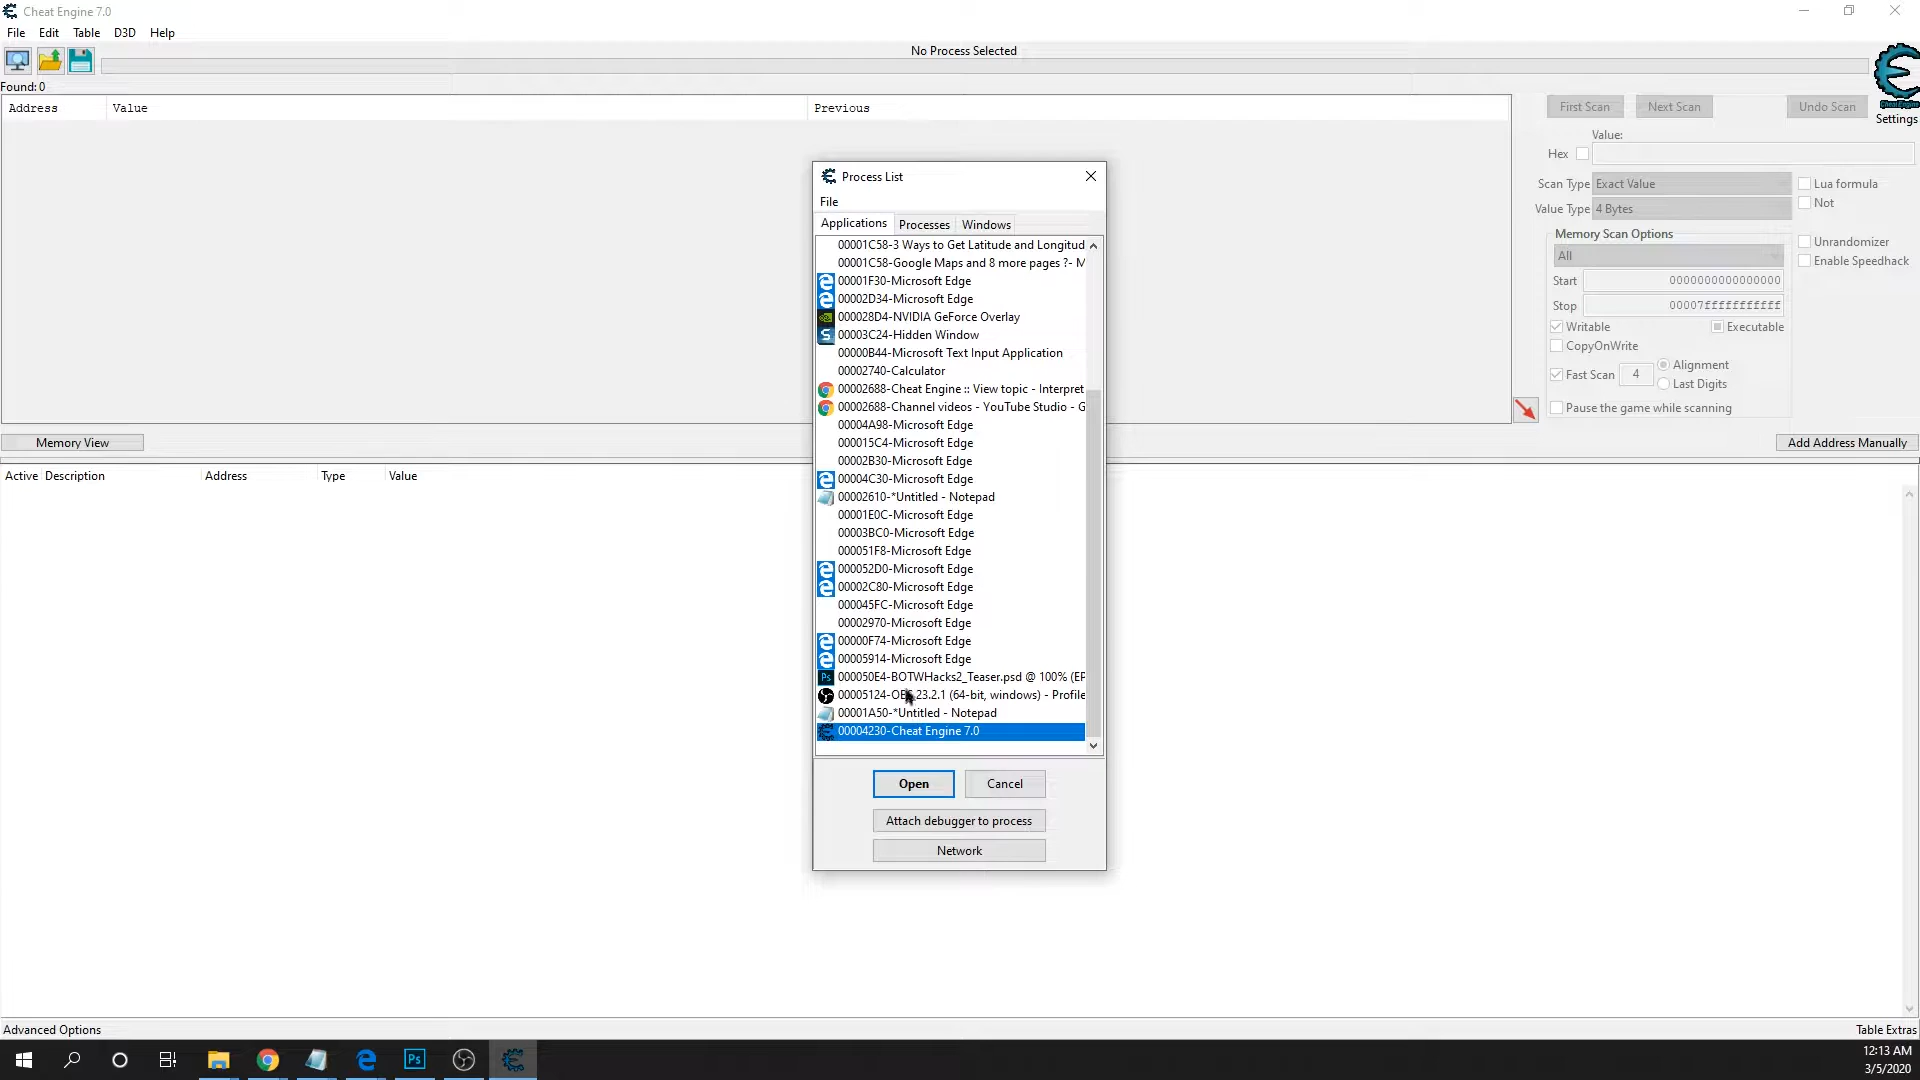 Cheat Engine 7.0
File Edit Table D3D Help
No Process Selected
Found: 0
Address Value Previous
First Scan Next Scan Undo Scan
Cheat Engine
Settings
Value:
Hex
Scan Type Exact Value
Lua formula
Value Type 4 Bytes
Not
Memory Scan Options
All
Unrandomizer
Enable Speedhack
Start 0000000000000000
Stop 00007fffffffffff
Writable Executable
CopyOnWrite
Fast Scan 4 Alignment
Last Digits
Pause the game while scanning
Memory View
Add Address Manually
Active Description Address Type Value
Process List
File
Applications Processes Windows
00001C58-3 Ways to Get Latitude and Longitud
00001C58-Google Maps and 8 more pages ?- M
00001F30-Microsoft Edge
00002D34-Microsoft Edge
000028D4-NVIDIA GeForce Overlay
00003C24-Hidden Window
00000B44-Microsoft Text Input Application
00002740-Calculator
00002688-Cheat Engine :: View topic - Interpret
00002688-Channel videos - YouTube Studio - G
00004A98-Microsoft Edge
000015C4-Microsoft Edge
00002B30-Microsoft Edge
00004C30-Microsoft Edge
00002610-*Untitled - Notepad
00001E0C-Microsoft Edge
00003BC0-Microsoft Edge
000051F8-Microsoft Edge
000052D0-Microsoft Edge
00002C80-Microsoft Edge
000045FC-Microsoft Edge
00002970-Microsoft Edge
00000F74-Microsoft Edge
00005914-Microsoft Edge
000050E4-BOTWHacks2_Teaser.psd @ 100% (EF
00005124-OBS 23.2.1 (64-bit, windows) - Profile
00001A50-*Untitled - Notepad
00004230-Cheat Engine 7.0
Open Cancel
Attach debugger to process
Network
Advanced Options
Table Extras
12:13 AM
3/5/2020